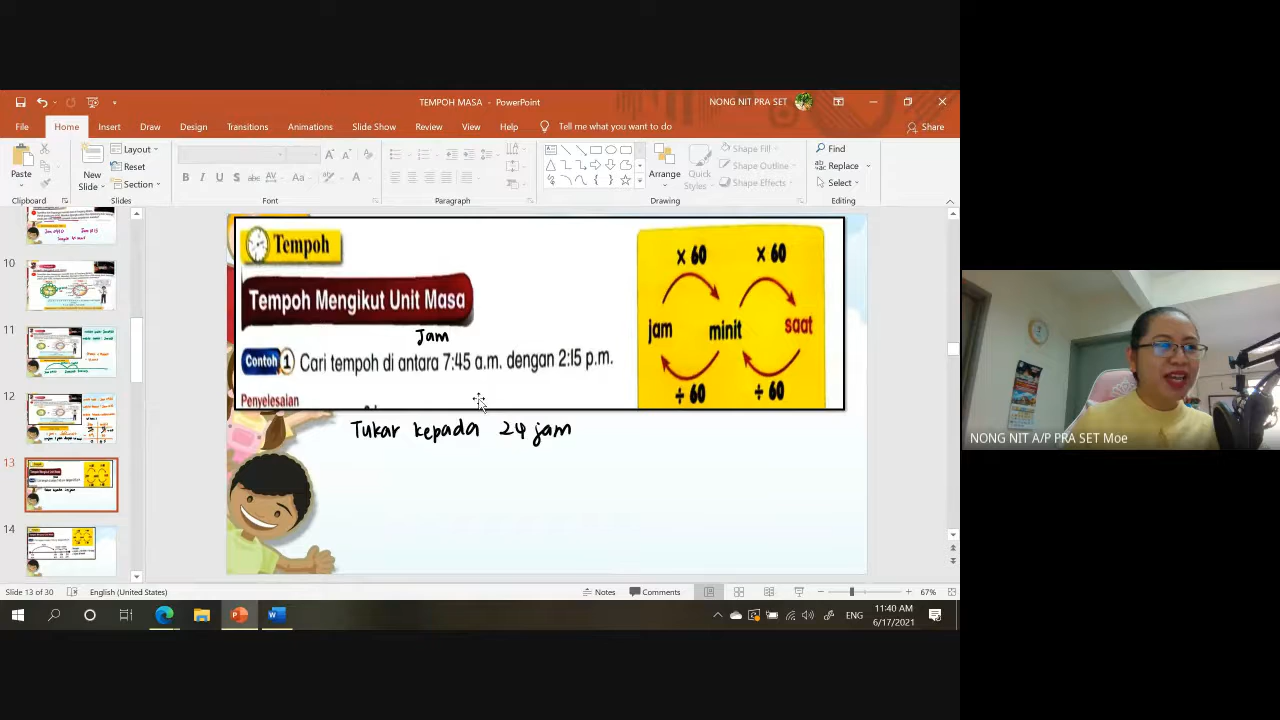 TEMPOH MASA - PowerPoint
NONG NIT PRA SET
File Home Insert Draw Design Transitions Animations Slide Show Review View Help Tell me what you want to do
Share
Paste
New
Slide
Layout
Reset
Section
B I U S abc AV Aa A
Arrange
Quick
Styles
Shape Fill
Shape Outline
Shape Effects
Find
Replace
Select
Clipboard Slides Font Paragraph Drawing Editing
10
11
12
13
14
Tempoh
Tempoh Mengikut Unit Masa
Jam
Contoh 1 Cari tempoh di antara 7:45 a.m. dengan 2:15 p.m.
Penyelesaian
× 60 × 60
jam minit saat
÷ 60 ÷ 60
Tukar kepada 24 jam
NONG NIT A/P PRA SET Moe
Slide 13 of 30 English (United States)
Notes Comments 67%
ENG
11:40 AM
6/17/2021